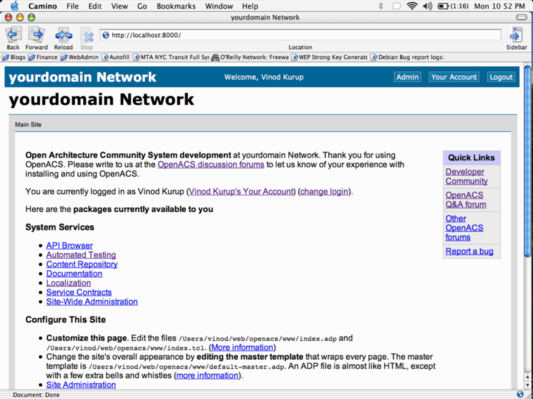 Camino File Edit View Go Bookmarks Window Help (1:16) Mon 10 52 PM
yourdomain Network
http://localhost:8000/
Back Forward Reload Stop Location Sidebar
Blogs Finance WebAdmin Autofill MTA NYC Transit Full Sy O'Reilly Network: Freewa WEP Strong Key Generato Debian Bug report logs:
yourdomain Network Welcome, Vinod Kurup Admin Your Account Logout
yourdomain Network
Main Site
Open Architecture Community System development at yourdomain Network. Thank you for using
OpenACS. Please write to us at the OpenACS discussion forums to let us know of your experience with
installing and using OpenACS.
You are currently logged in as Vinod Kurup (Vinod Kurup's Your Account) (change login).
Here are the packages currently available to you
System Services
API Browser
Automated Testing
Content Repository
Documentation
Localization
Service Contracts
Site-Wide Administration
Configure This Site
Customize this page. Edit the files /Users/vinod/web/openacs/www/index.adp and
/Users/vinod/web/openacs/www/index.tcl. (More information)
Change the site's overall appearance by editing the master template that wraps every page. The master
template is /Users/vinod/web/openacs/www/default-master.adp. An ADP file is almost like HTML, except
with a few extra bells and whistles (more information).
Site Administration
Quick Links
Developer
Community
OpenACS
Q&A forum
Other
OpenACS
forums
Report a bug
Document: Done